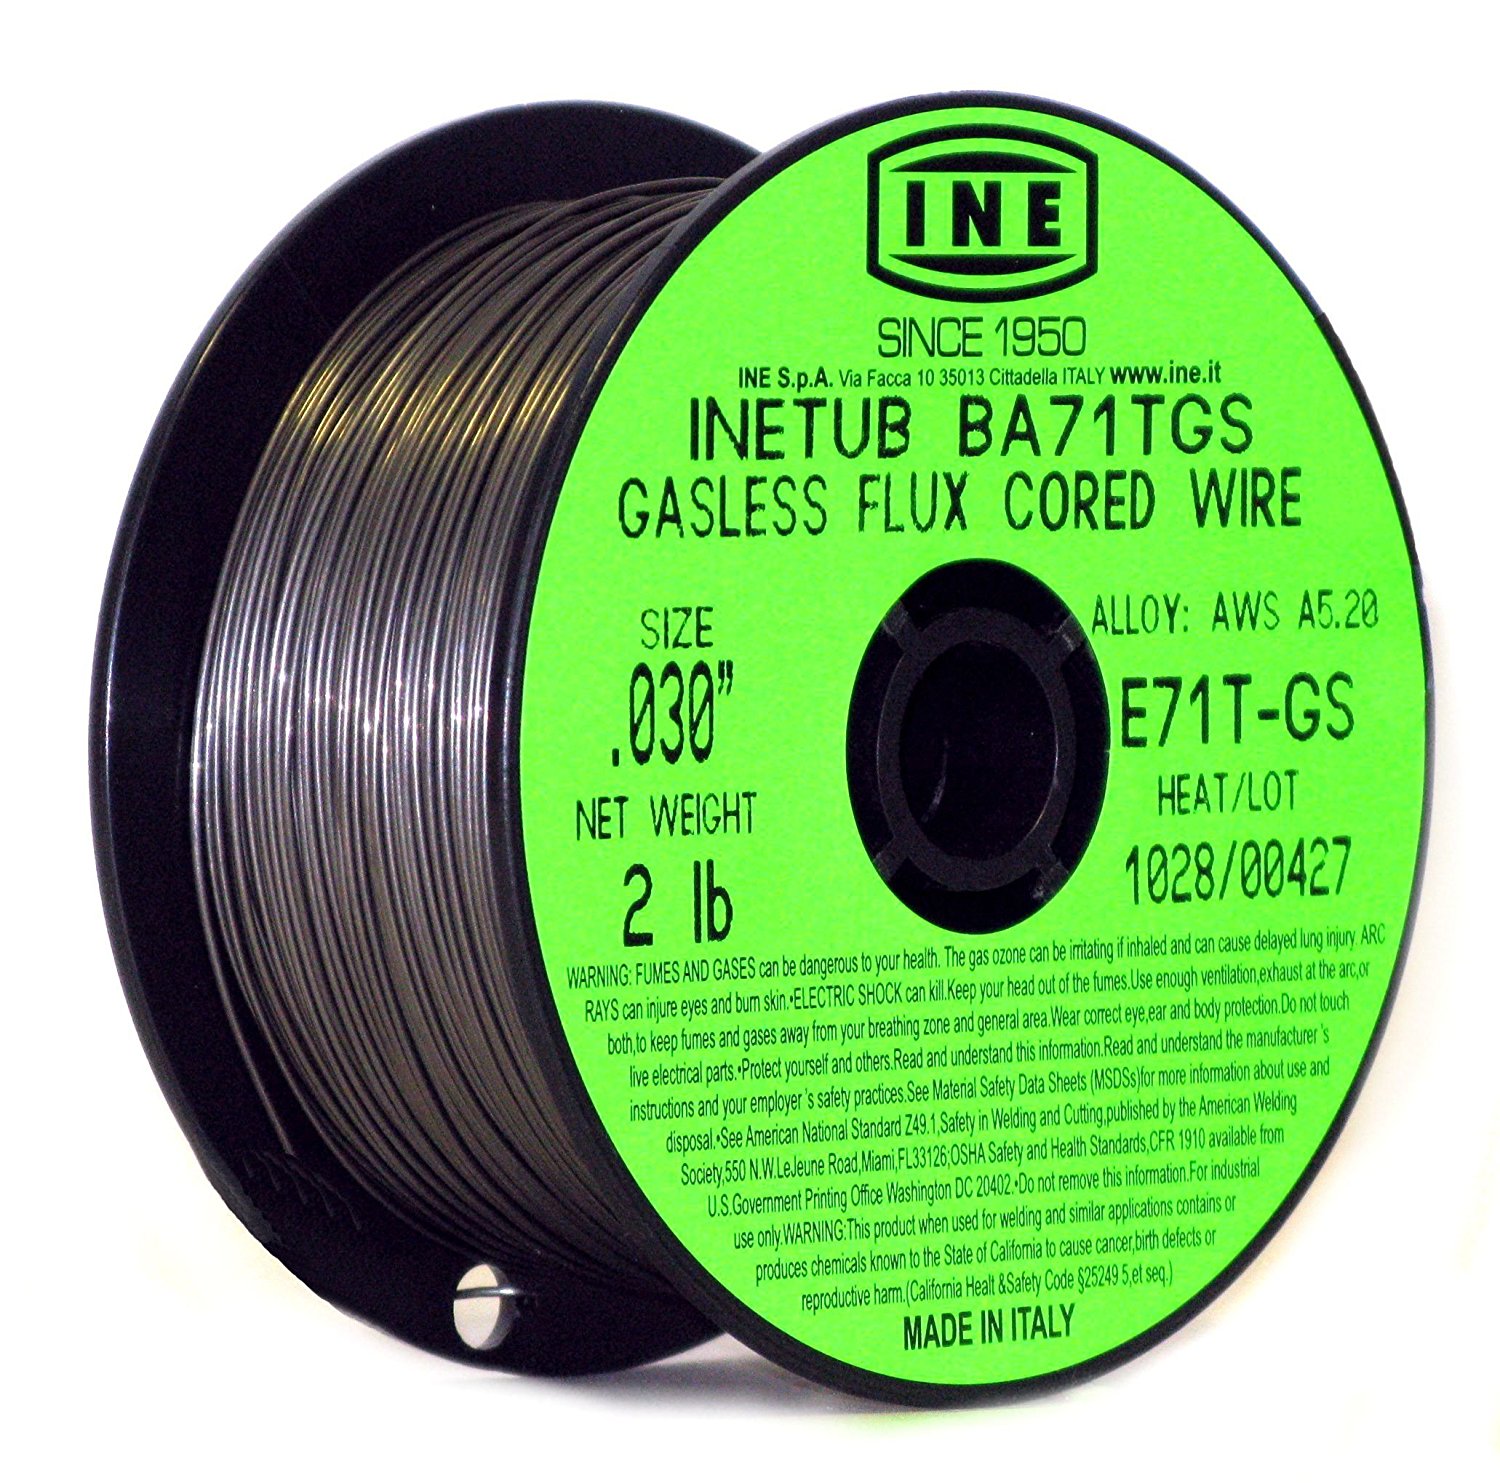 INE
SINCE 1950
INE S.p.A. Via Facca 10 35013 Cittadella ITALY www.ine.it
INETUB BA71TGS
GASLESS FLUX CORED WIRE
SIZE
.030"
NET WEIGHT
2 lb
ALLOY: AWS A5.20
E71T-GS
HEAT/LOT
1028/00427
WARNING: FUMES AND GASES can be dangerous to your health. The gas ozone can be irritating if inhaled and can cause delayed lung injury. ARC
RAYS can injure eyes and burn skin.•ELECTRIC SHOCK can kill.Keep your head out of the fumes.Use enough ventilation,exhaust at the arc,or
both,to keep fumes and gases away from your breathing zone and general area.Wear correct eye,ear and body protection.Do not touch
live electrical parts.•Protect yourself and others.Read and understand this information.Read and understand the manufacturer 's
instructions and your employer 's safety practices.See Material Safety Data Sheets (MSDSs)for more information about use and
disposal.•See American National Standard Z49.1,Safety in Welding and Cutting,published by the American Welding
Society,550 N.W.LeJeune Road,Miami,FL33126;OSHA Safety and Health Standards,CFR 1910 available from
U.S.Government Printing Office Washington DC 20402.•Do not remove this information.For industrial
use only.WARNING:This product when used for welding and similar applications contains or
produces chemicals known to the State of California to cause cancer,birth defects or
reproductive harm.(California Healt &Safety Code §25249 5,et seq.)
MADE IN ITALY